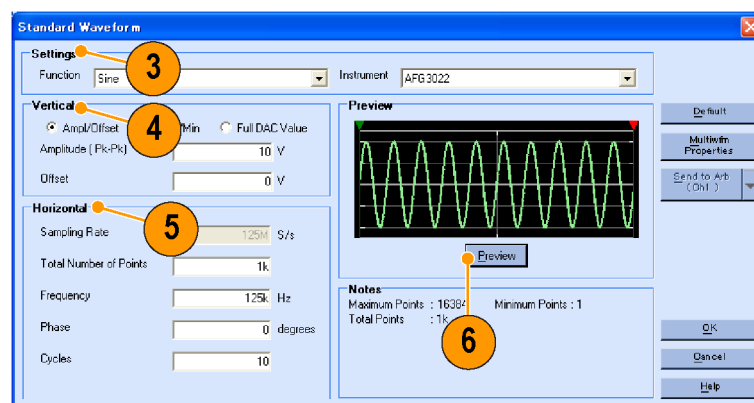 Standard Waveform
Settings
3
Function Sine Instrument AFG3022
Vertical
4
Ampl/Offset /Min Full DAC Value
Amplitude ( Pk-Pk) 10 V
Offset 0 V
Horizontal
5
Sampling Rate 125M S/s
Total Number of Points 1k
Frequency 125k Hz
Phase 0 degrees
Cycles 10
Preview
Preview
6
Notes
Maximum Points : 16384 Minimum Points : 1
Total Points : 1k
Default
Multiwfm
Properties
Send to Arb
(Ch1 )
OK
Cancel
Help